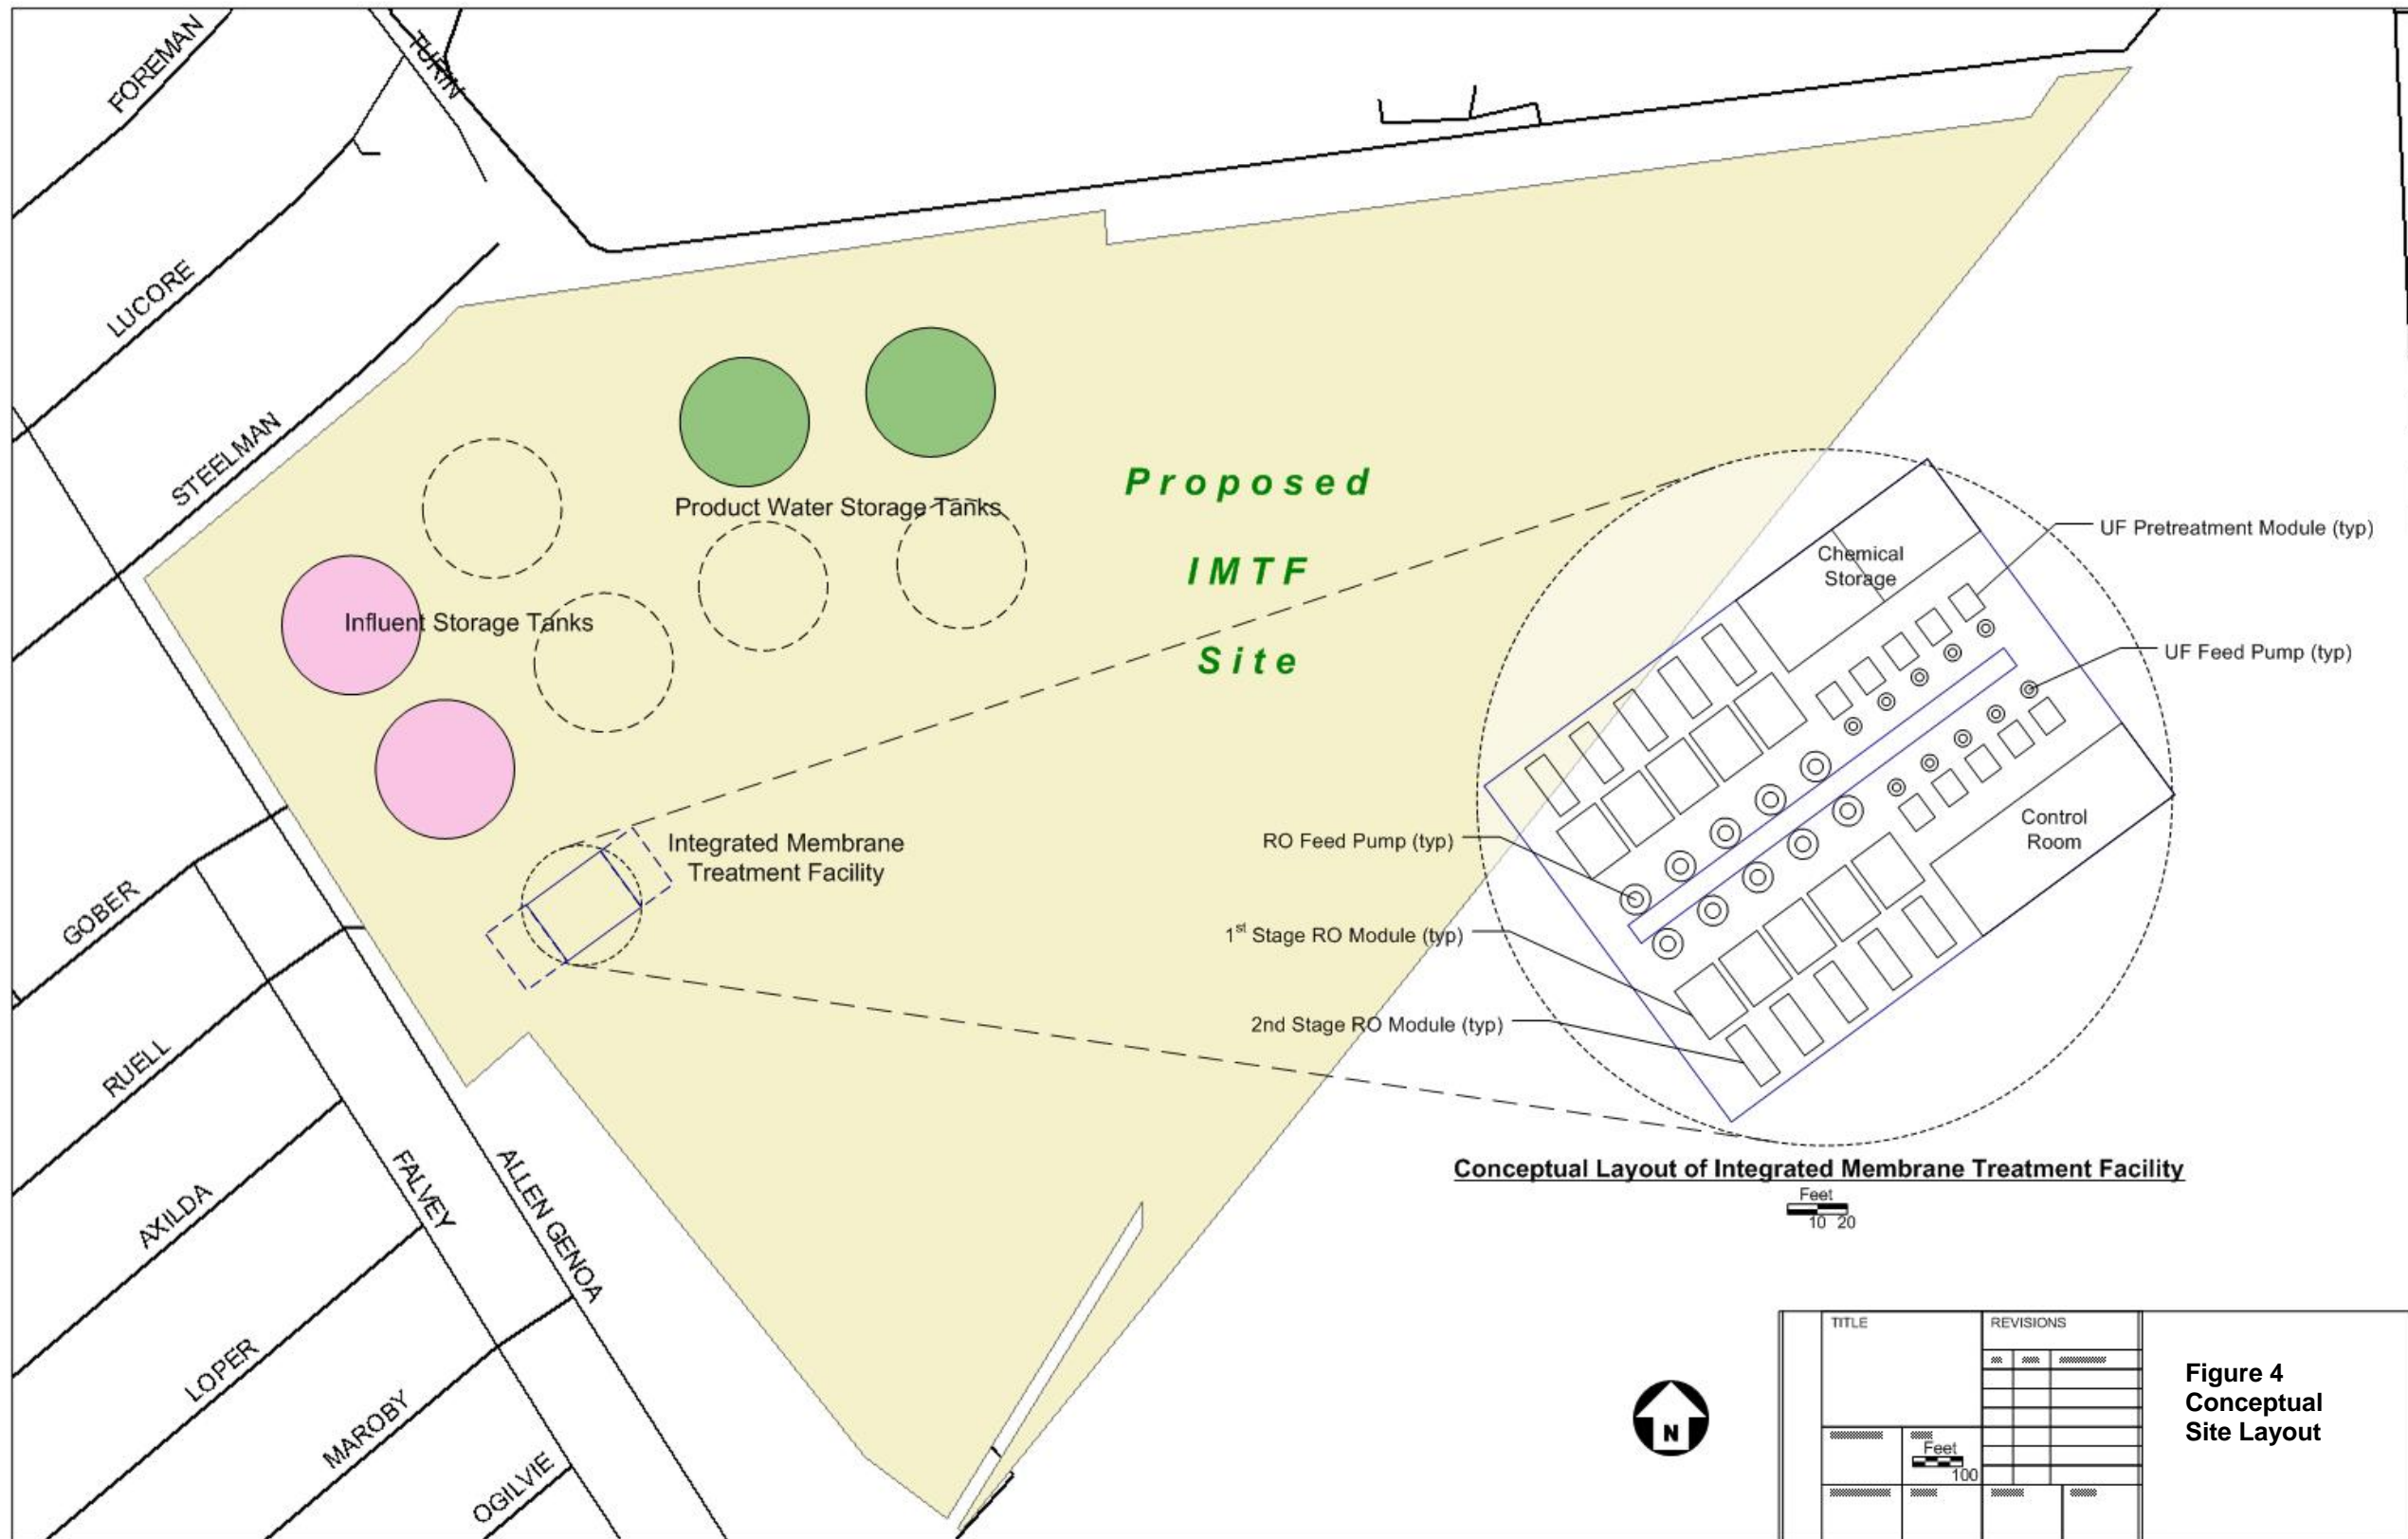 FOREMAN
TURIN
LUCORE
STEELMAN
Product Water Storage Tanks
Influent Storage Tanks
Proposed
IMTF
Site
Chemical
Storage
UF Pretreatment Module (typ)
UF Feed Pump (typ)
Control
Room
RO Feed Pump (typ)
1st Stage RO Module (typ)
2nd Stage RO Module (typ)
Integrated Membrane
Treatment Facility
GOBER
RUELL
AXILDA
LOPER
MAROBY
OGILVIE
FALVEY
ALLEN GENOA
Conceptual Layout of Integrated Membrane Treatment Facility
Feet
10 20
N
TITLE
REVISIONS
Feet
100
Figure 4
Conceptual
Site Layout